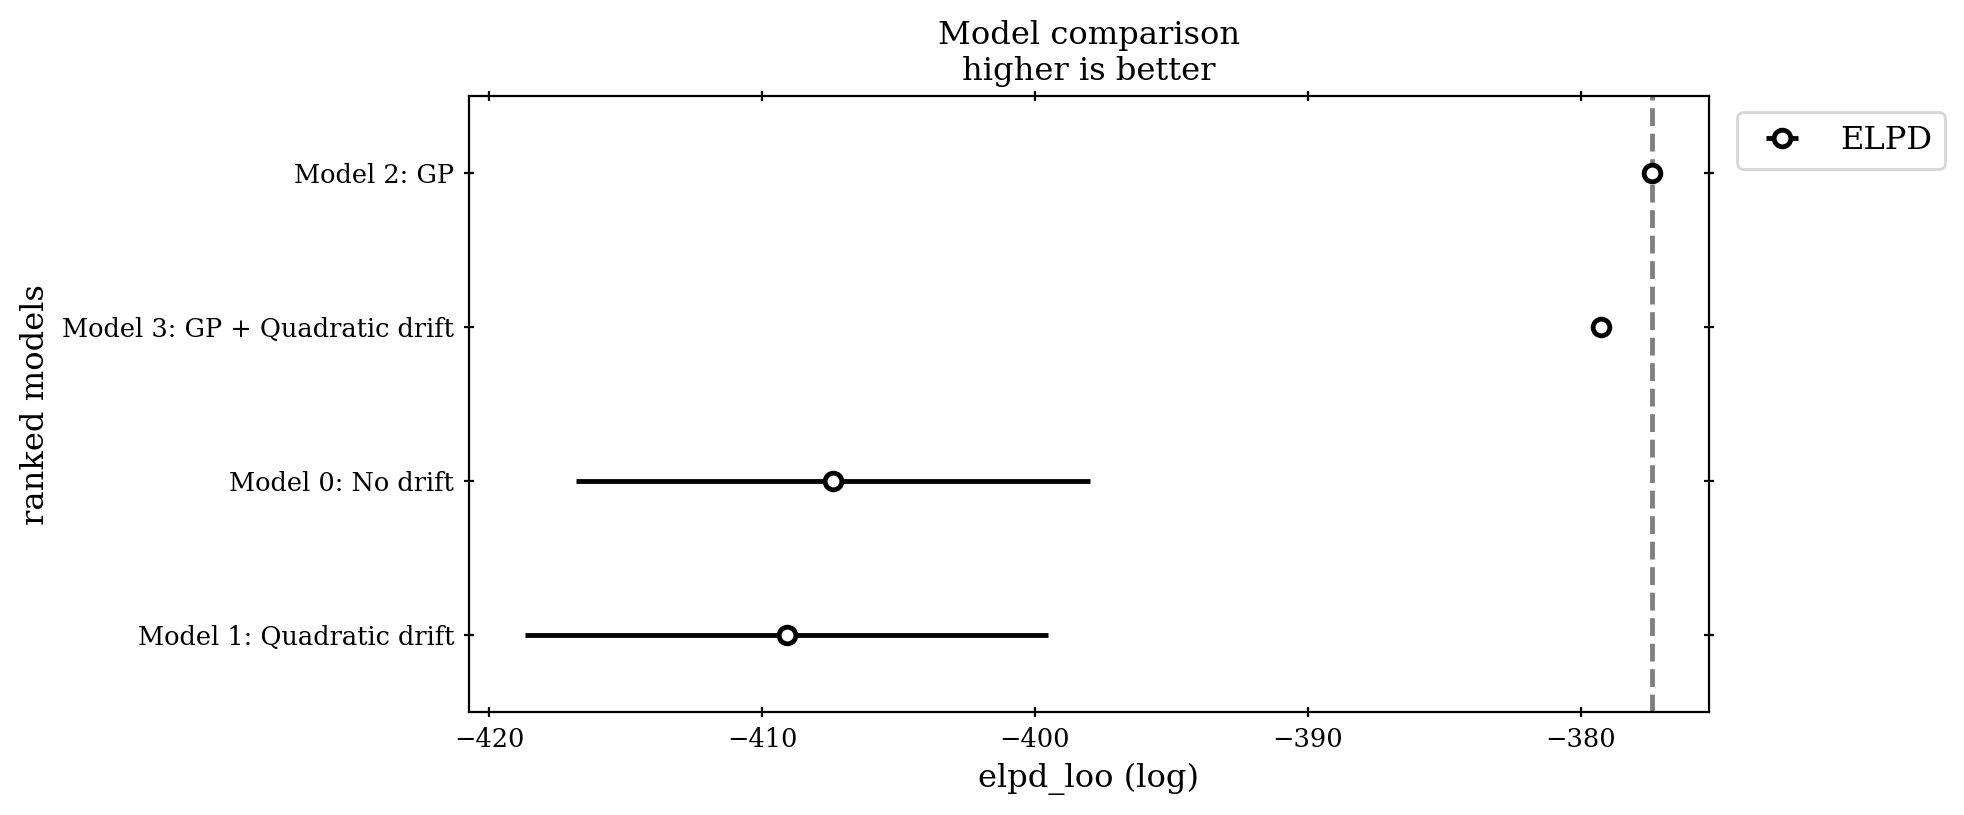 Model comparison
higher is better
ELPD
Model 2: GP
Model 3: GP + Quadratic drift
Model 0: No drift
Model 1: Quadratic drift
ranked models
−420
−410
−400
−390
−380
elpd_loo (log)